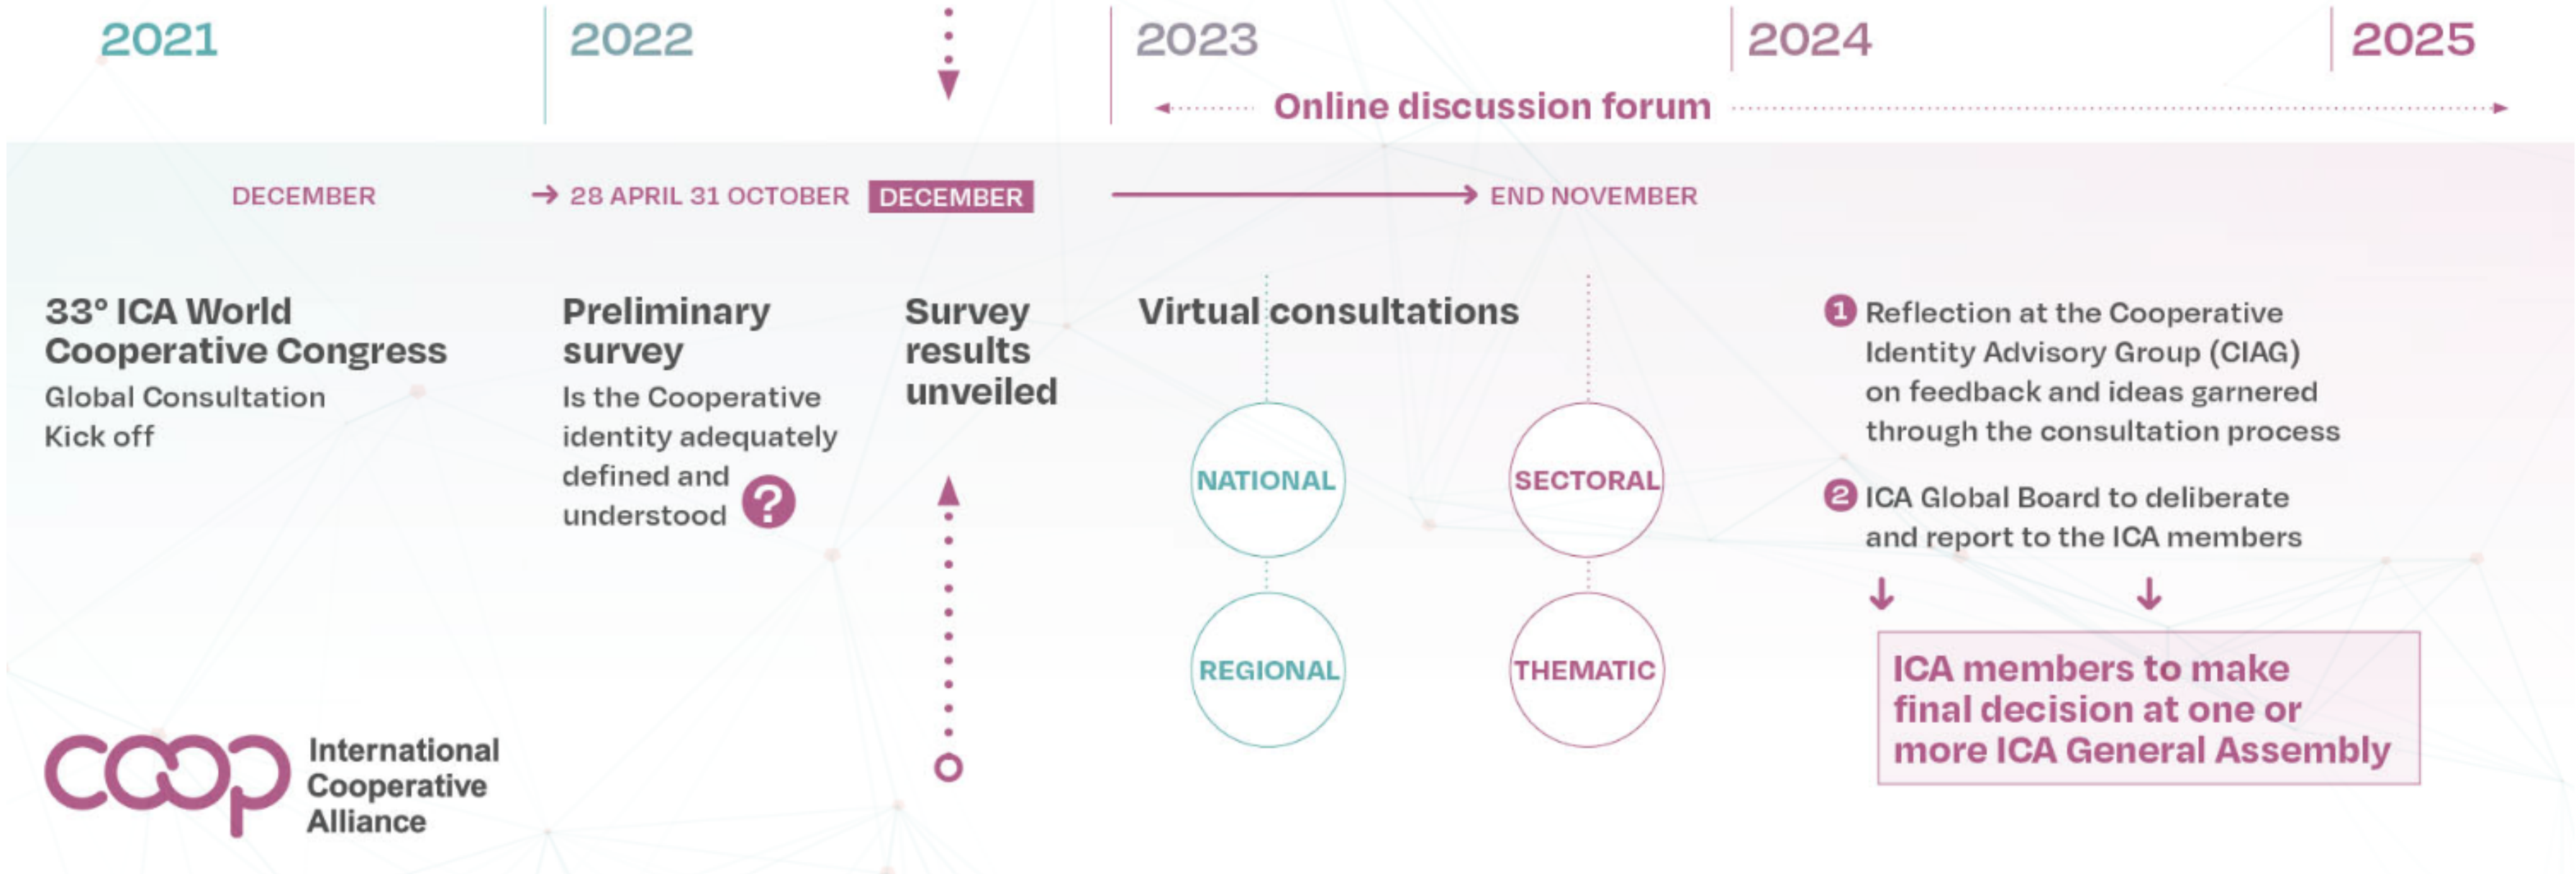 2021
2022
2023
2024
2025
Online discussion forum
DECEMBER
28 APRIL 31 OCTOBER
DECEMBER
END NOVEMBER
33° ICA World
Cooperative Congress
Global Consultation
Kick off
Preliminary
survey
Is the Cooperative
identity adequately
defined and
understood ?
Survey
results
unveiled
Virtual consultations
NATIONAL
SECTORAL
REGIONAL
THEMATIC
1 Reflection at the Cooperative
Identity Advisory Group (CIAG)
on feedback and ideas garnered
through the consultation process
2 ICA Global Board to deliberate
and report to the ICA members
ICA members to make
final decision at one or
more ICA General Assembly
coop
International
Cooperative
Alliance